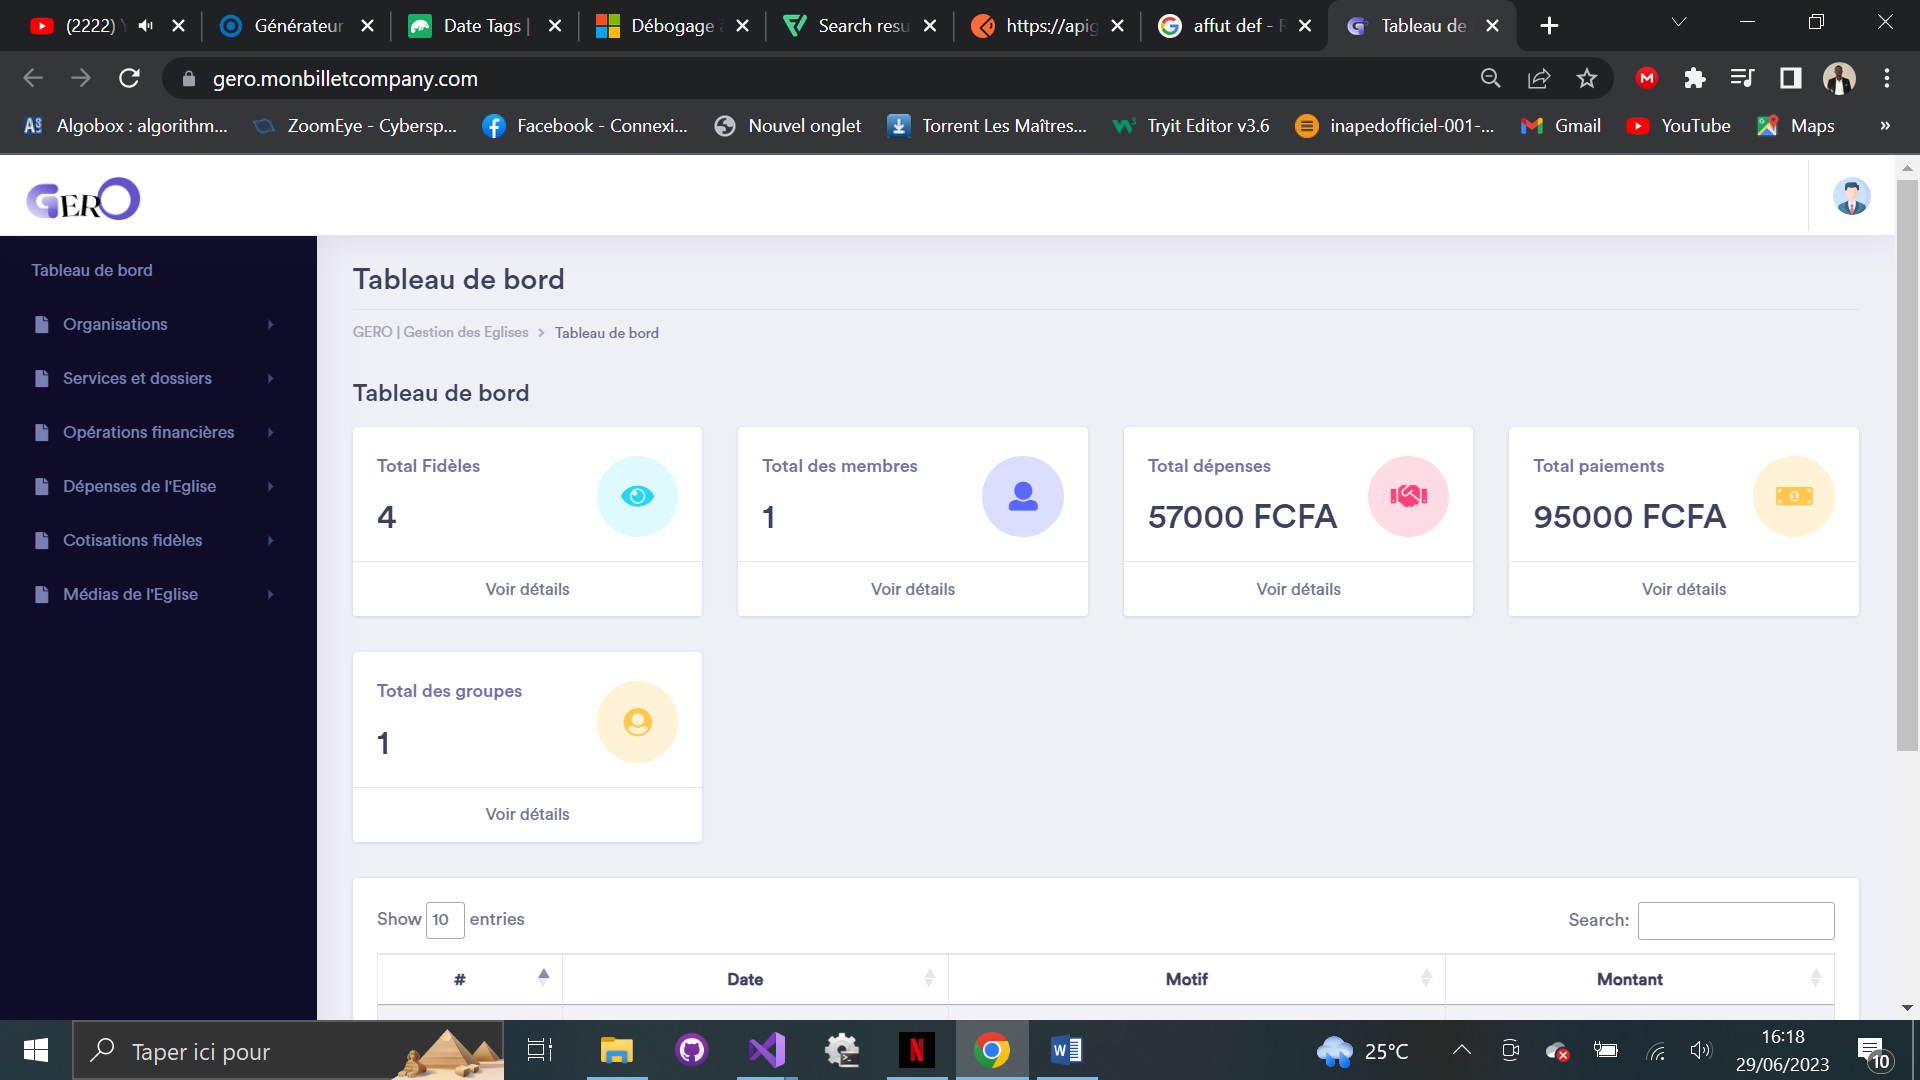 (2222)
Générateur
Date Tags |
Débogage
Search resu
https://apig
affut def - R
Tableau de
gero.monbilletcompany.com
Algobox : algorithm...
ZoomEye - Cybersp...
Facebook - Connexi...
Nouvel onglet
Torrent Les Maîtres...
Tryit Editor v3.6
inapedofficiel-001-...
Gmail
YouTube
Maps
»
GERO
Tableau de bord
Organisations
Services et dossiers
Opérations financières
Dépenses de l'Eglise
Cotisations fidèles
Médias de l'Eglise
Tableau de bord
GERO | Gestion des Eglises > Tableau de bord
Tableau de bord
Total Fidèles
4
Voir détails
Total des membres
1
Voir détails
Total dépenses
57000 FCFA
Voir détails
Total paiements
95000 FCFA
Voir détails
Total des groupes
1
Voir détails
Show 10 entries
Search:
# Date Motif Montant
Taper ici pour
25°C
16:18
29/06/2023
10